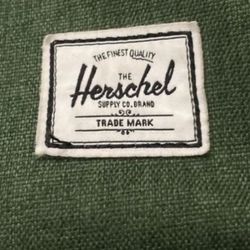 THE FINEST QUALITY
THE
Herschel
SUPPLY CO. BRAND
TRADE MARK